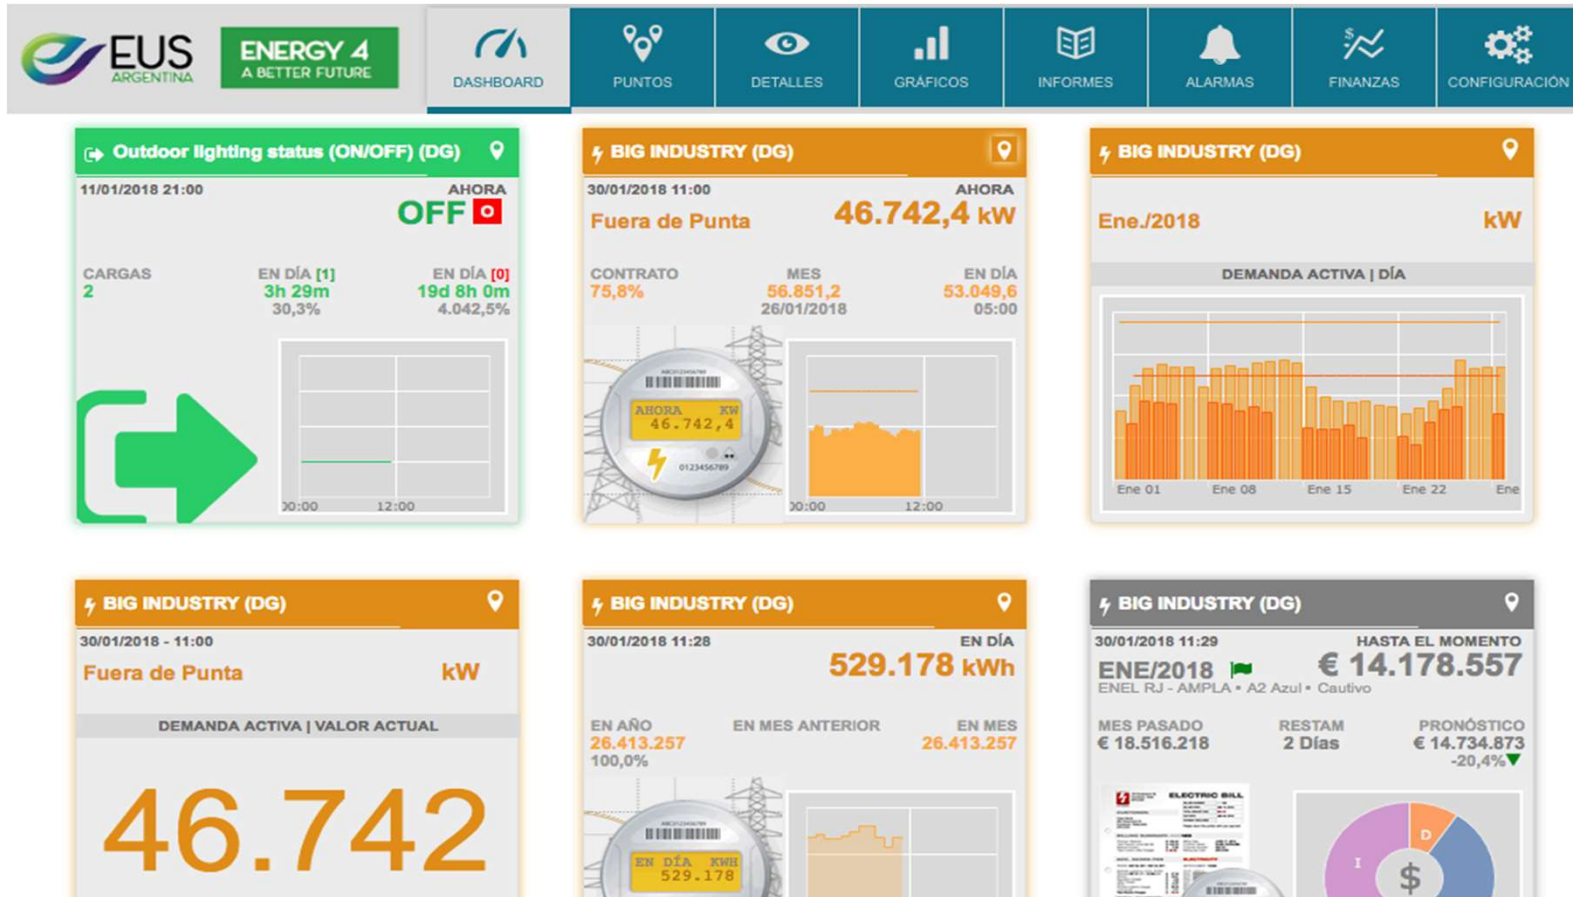 EUS
ARGENTINA
ENERGY 4
A BETTER FUTURE
DASHBOARD
PUNTOS
DETALLES
GRÁFICOS
INFORMES
ALARMAS
FINANZAS
CONFIGURACIÓN
Outdoor lighting status (ON/OFF) (DG)
11/01/2018 21:00
AHORA
OFF
CARGAS EN DÍA [1] EN DÍA [0]
2 3h 29m 19d 8h 0m
30,3% 4.042,5%
00:00 12:00
BIG INDUSTRY (DG)
30/01/2018 11:00 AHORA
Fuera de Punta 46.742,4 kW
CONTRATO MES EN DÍA
75,8% 56.851,2 53.049,6
26/01/2018 05:00
ABC0123456789
AHORA KW
46.742,4
0123456789
00:00 12:00
BIG INDUSTRY (DG)
Ene./2018 kW
DEMANDA ACTIVA | DÍA
Ene 01 Ene 08 Ene 15 Ene 22 Ene
BIG INDUSTRY (DG)
30/01/2018 - 11:00
Fuera de Punta kW
DEMANDA ACTIVA | VALOR ACTUAL
46.742
BIG INDUSTRY (DG)
30/01/2018 11:28 EN DÍA
529.178 kWh
EN AÑO EN MES ANTERIOR EN MES
26.413.257 26.413.257
100,0%
ABC0123456789
EN DÍA KWH
529.178
BIG INDUSTRY (DG)
30/01/2018 11:29 HASTA EL MOMENTO
ENE/2018 € 14.178.557
ENEL RJ - AMPLA • A2 Azul • Cautivo
MES PASADO RESTAM PRONÓSTICO
€ 18.516.218 2 Días € 14.734.873
-20,4%
ELECTRIC BILL
D
I
$